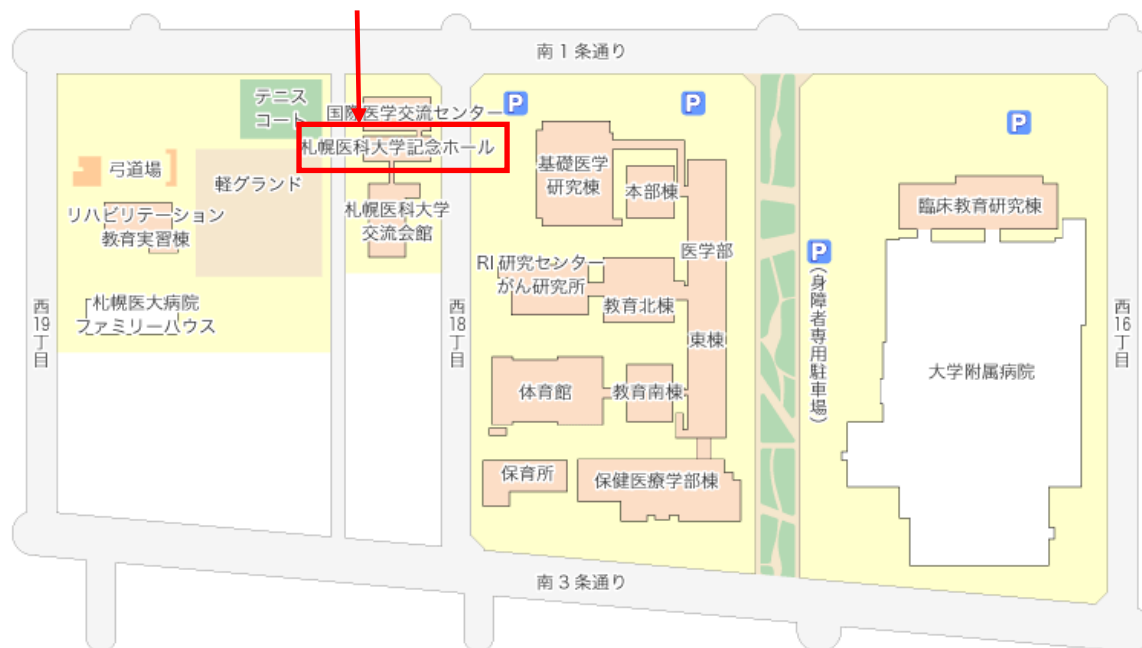 南1条通り
テニス
コート
国際医学交流センター
P
P
P
札幌医科大学記念ホール
弓道場
軽グランド
基礎医学
研究棟
本部棟
臨床教育研究棟
リハビリテーション
教育実習棟
札幌医科大学
交流会館
医学部
P
(身障者専用駐車場)
RI研究センター
がん研究所
教育北棟
札幌医大病院
ファミリーハウス
西19丁目
西18丁目
西16丁目
東棟
大学附属病院
体育館
教育南棟
保育所
保健医療学部棟
南3条通り